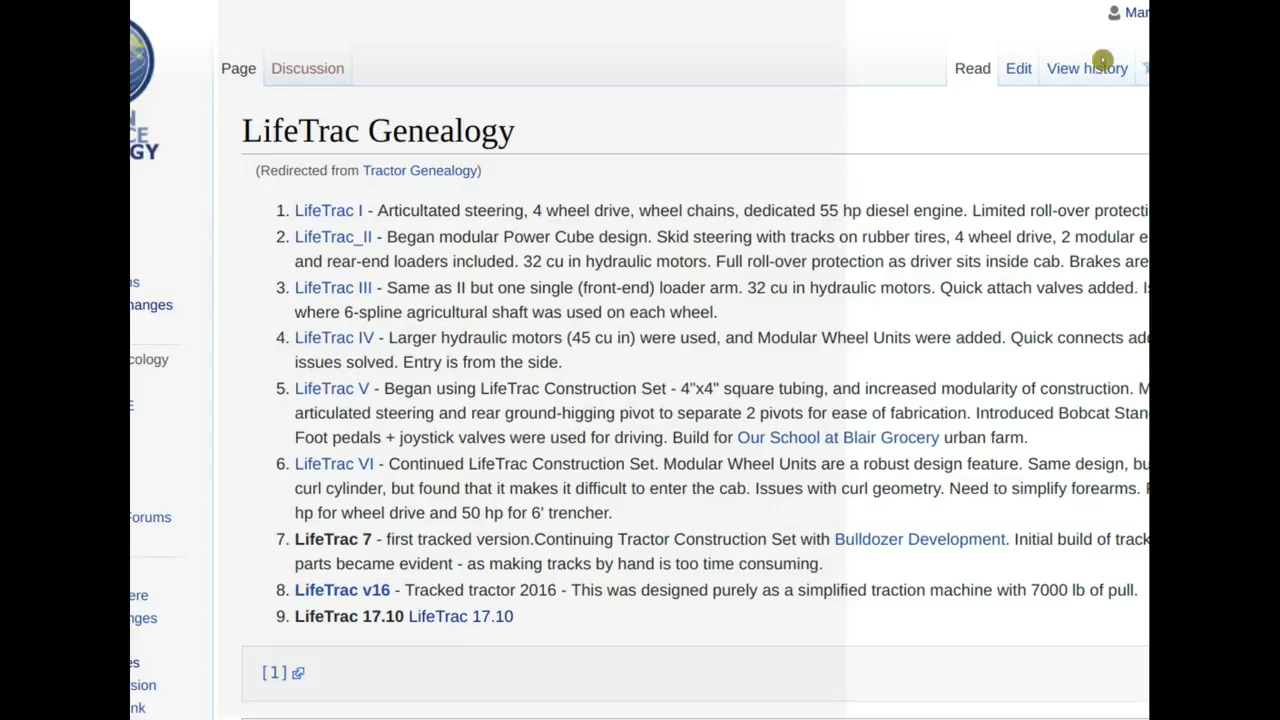 Mar
Page Discussion Read Edit View history
GY
LifeTrac Genealogy
(Redirected from Tractor Genealogy)
1. LifeTrac I - Articultated steering, 4 wheel drive, wheel chains, dedicated 55 hp diesel engine. Limited roll-over protecti
2. LifeTrac_II - Began modular Power Cube design. Skid steering with tracks on rubber tires, 4 wheel drive, 2 modular e
and rear-end loaders included. 32 cu in hydraulic motors. Full roll-over protection as driver sits inside cab. Brakes are
3. LifeTrac III - Same as II but one single (front-end) loader arm. 32 cu in hydraulic motors. Quick attach valves added. Is
where 6-spline agricultural shaft was used on each wheel.
4. LifeTrac IV - Larger hydraulic motors (45 cu in) were used, and Modular Wheel Units were added. Quick connects add
issues solved. Entry is from the side.
5. LifeTrac V - Began using LifeTrac Construction Set - 4"x4" square tubing, and increased modularity of construction. M
articulated steering and rear ground-higging pivot to separate 2 pivots for ease of fabrication. Introduced Bobcat Stan
Foot pedals + joystick valves were used for driving. Build for Our School at Blair Grocery urban farm.
6. LifeTrac VI - Continued LifeTrac Construction Set. Modular Wheel Units are a robust design feature. Same design, bu
curl cylinder, but found that it makes it difficult to enter the cab. Issues with curl geometry. Need to simplify forearms.
hp for wheel drive and 50 hp for 6' trencher.
7. LifeTrac 7 - first tracked version.Continuing Tractor Construction Set with Bulldozer Development. Initial build of track
parts became evident - as making tracks by hand is too time consuming.
8. LifeTrac v16 - Tracked tractor 2016 - This was designed purely as a simplified traction machine with 7000 lb of pull.
9. LifeTrac 17.10 LifeTrac 17.10
[1]
ns
hanges
cology
E
Forums
ere
nges
es
sion
nk